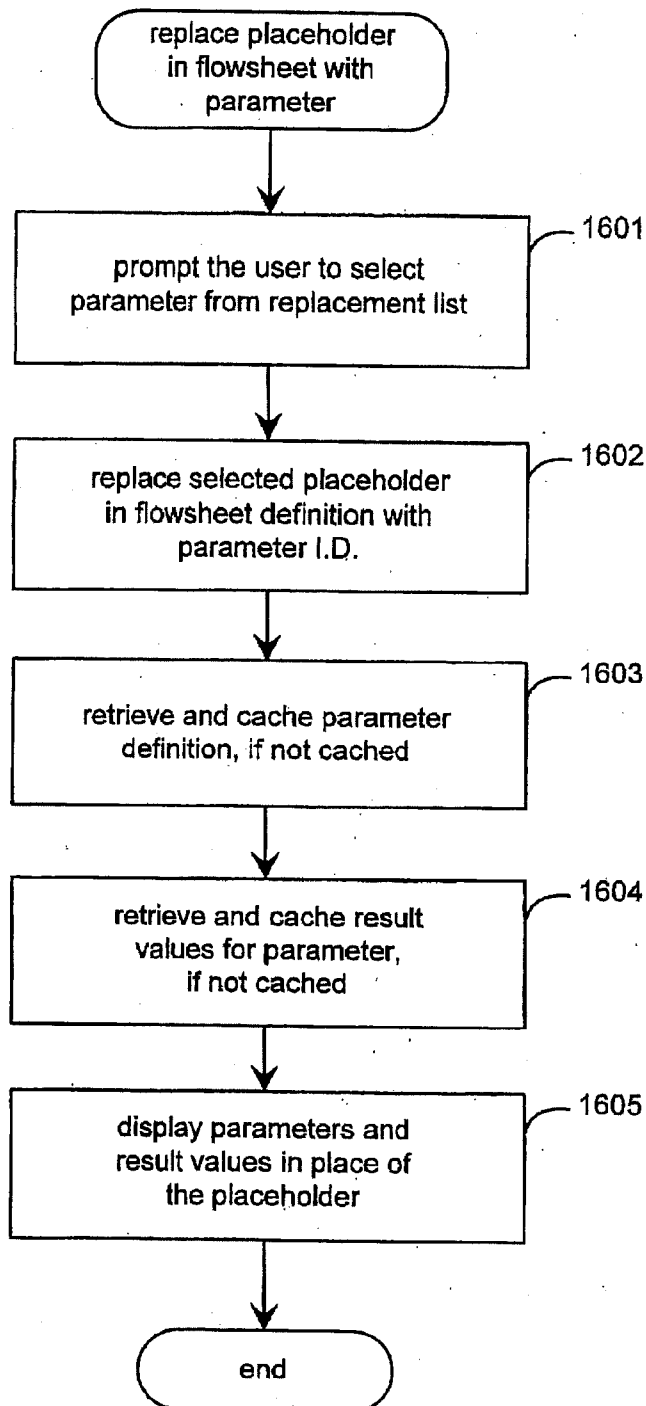 replace placeholder
in flowsheet with
parameter
1601
prompt the user to select
parameter from replacement list
1602
replace selected placeholder
in flowsheet definition with
parameter I.D.
1603
retrieve and cache parameter
definition, if not cached
1604
retrieve and cache result
values for parameter,
if not cached
1605
display parameters and
result values in place of
the placeholder
end